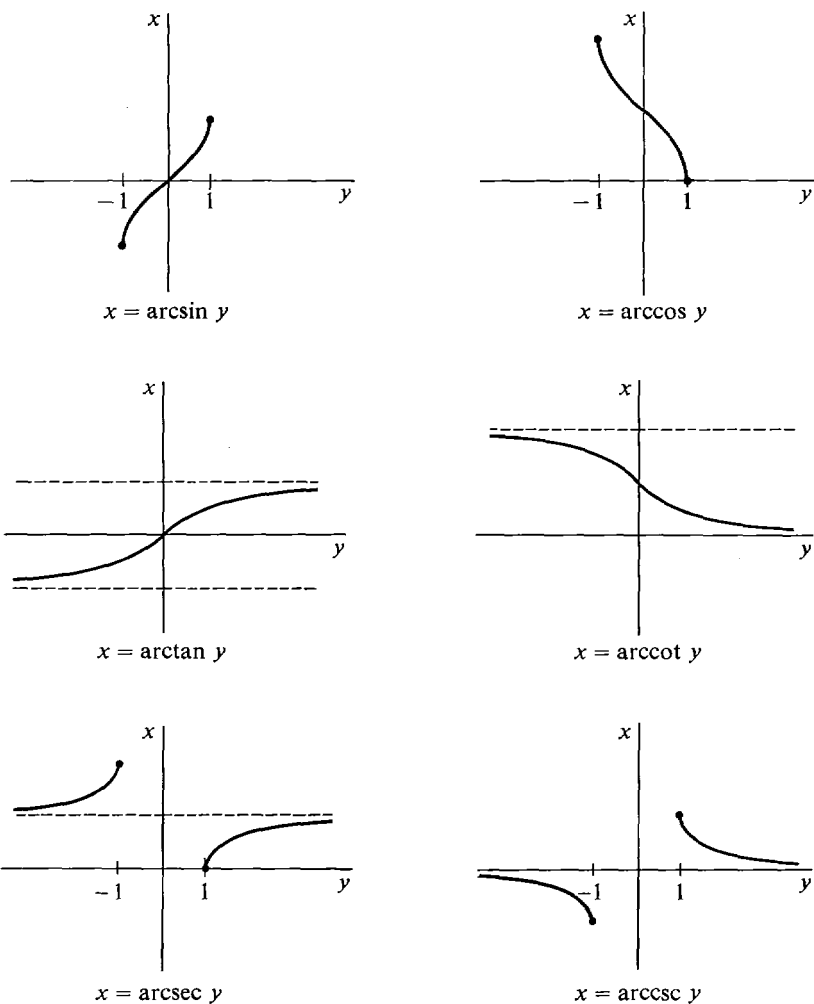 x
x
−1
1
y
−1
1
y
x = arcsin y
x = arccos y
x
x
y
y
x = arctan y
x = arccot y
x
x
−1
1
y
−1
1
y
x = arcsec y
x = arccsc y